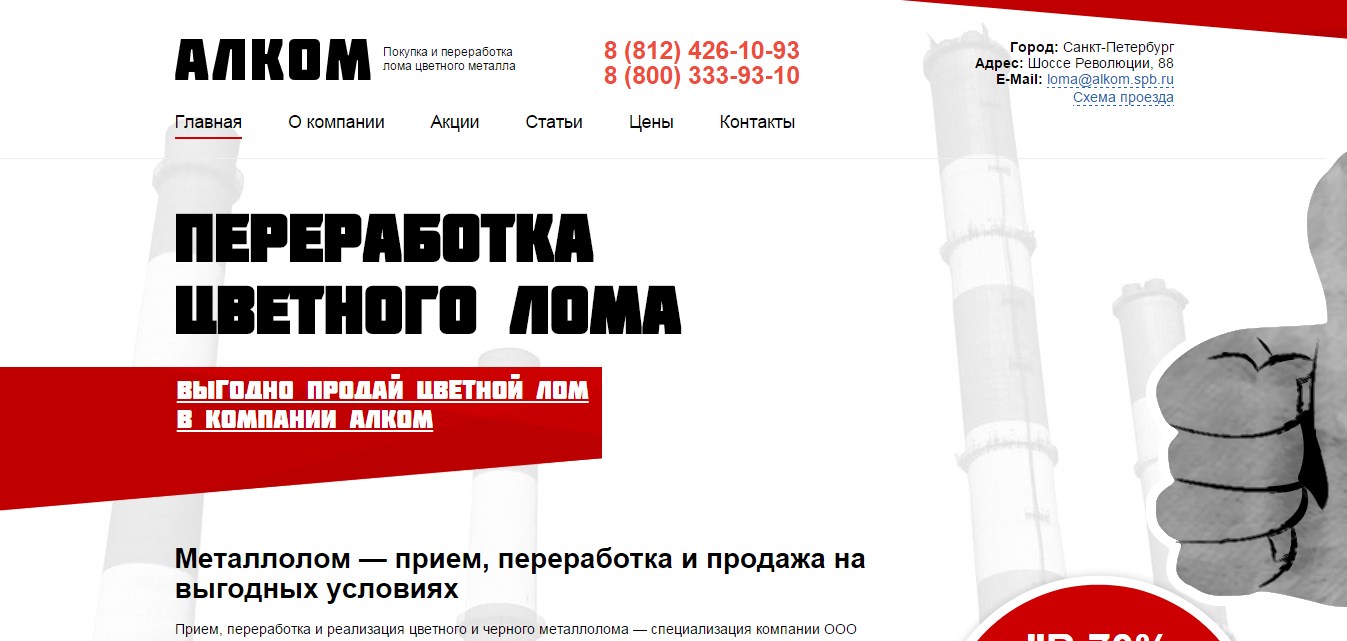 АЛКОМ
Покупка и переработка
лома цветного металла
8 (812) 426-10-93
8 (800) 333-93-10
Город: Санкт-Петербург
Адрес: Шоссе Революции, 88
E-Mail: loma@alkom.spb.ru
Схема проезда
Главная О компании Акции Статьи Цены Контакты
ПЕРЕРАБОТКА
ЦВЕТНОГО ЛОМА
ВЫГОДНО ПРОДАЙ ЦВЕТНОЙ ЛОМ
В КОМПАНИИ АЛКОМ
Металлолом — прием, переработка и продажа на
выгодных условиях
Прием, переработка и реализация цветного и черного металлолома — специализация компании ООО